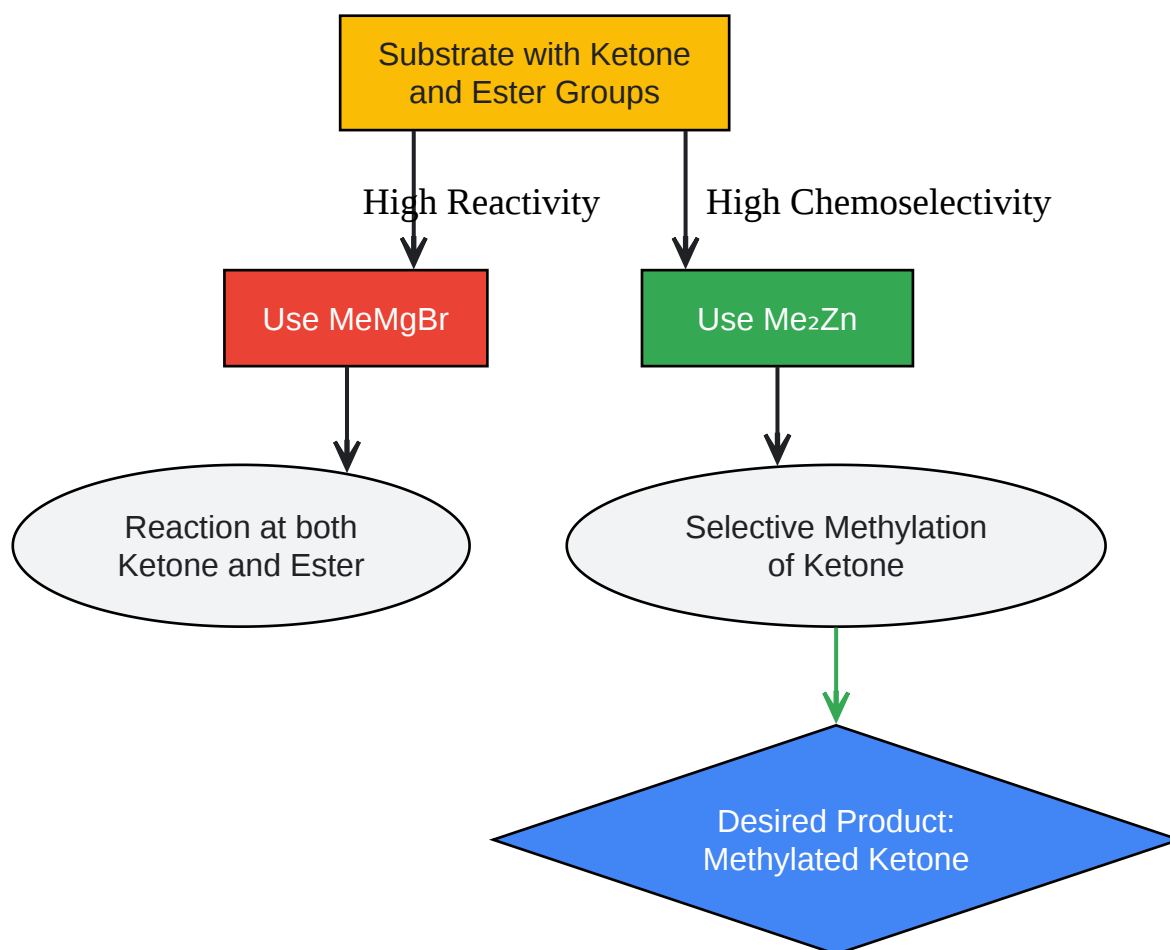 Substrate with Ketone
and Ester Groups
High Reactivity
High Chemoselectivity
Use MeMgBr
Use Me₂Zn
Reaction at both
Ketone and Ester
Selective Methylation
of Ketone
Desired Product:
Methylated Ketone